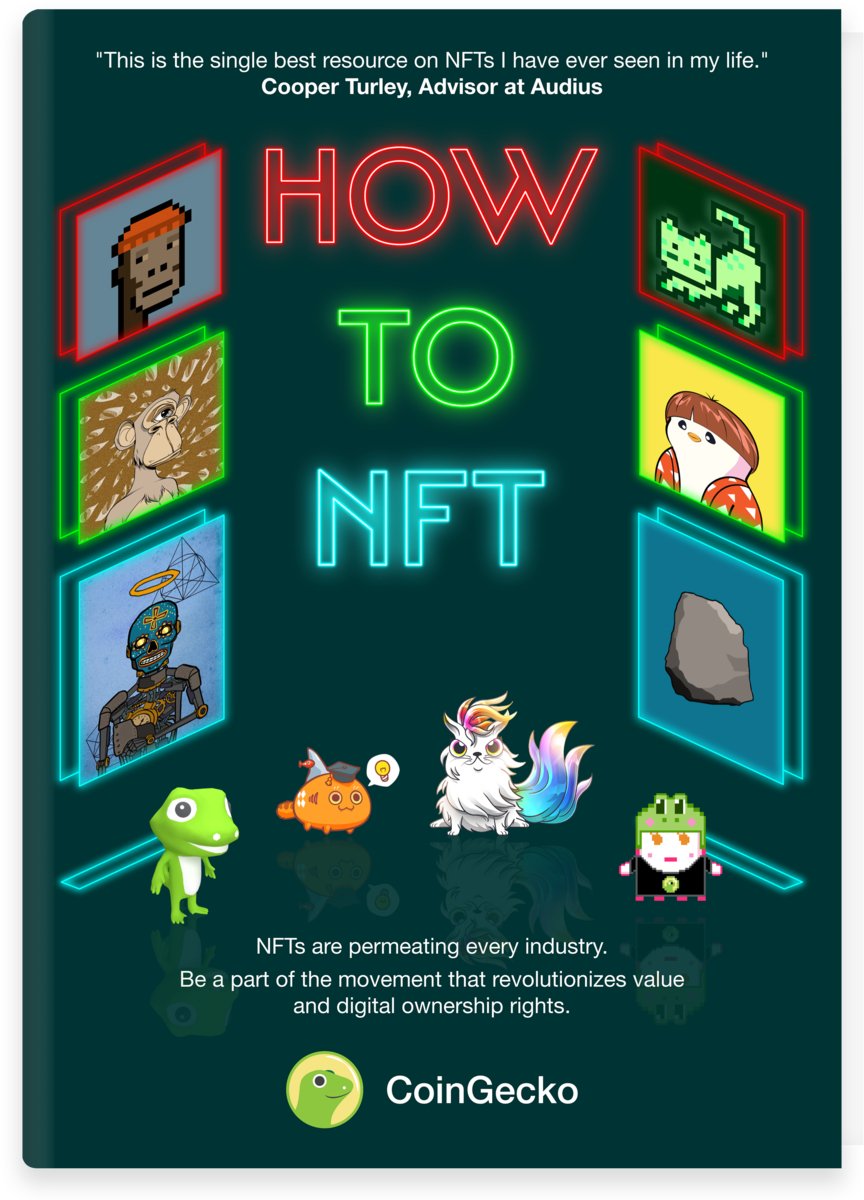 "This is the single best resource on NFTs I have ever seen in my life."
Cooper Turley, Advisor at Audius
HOW
TO
NFT
NFTs are permeating every industry.
Be a part of the movement that revolutionizes value
and digital ownership rights.
CoinGecko